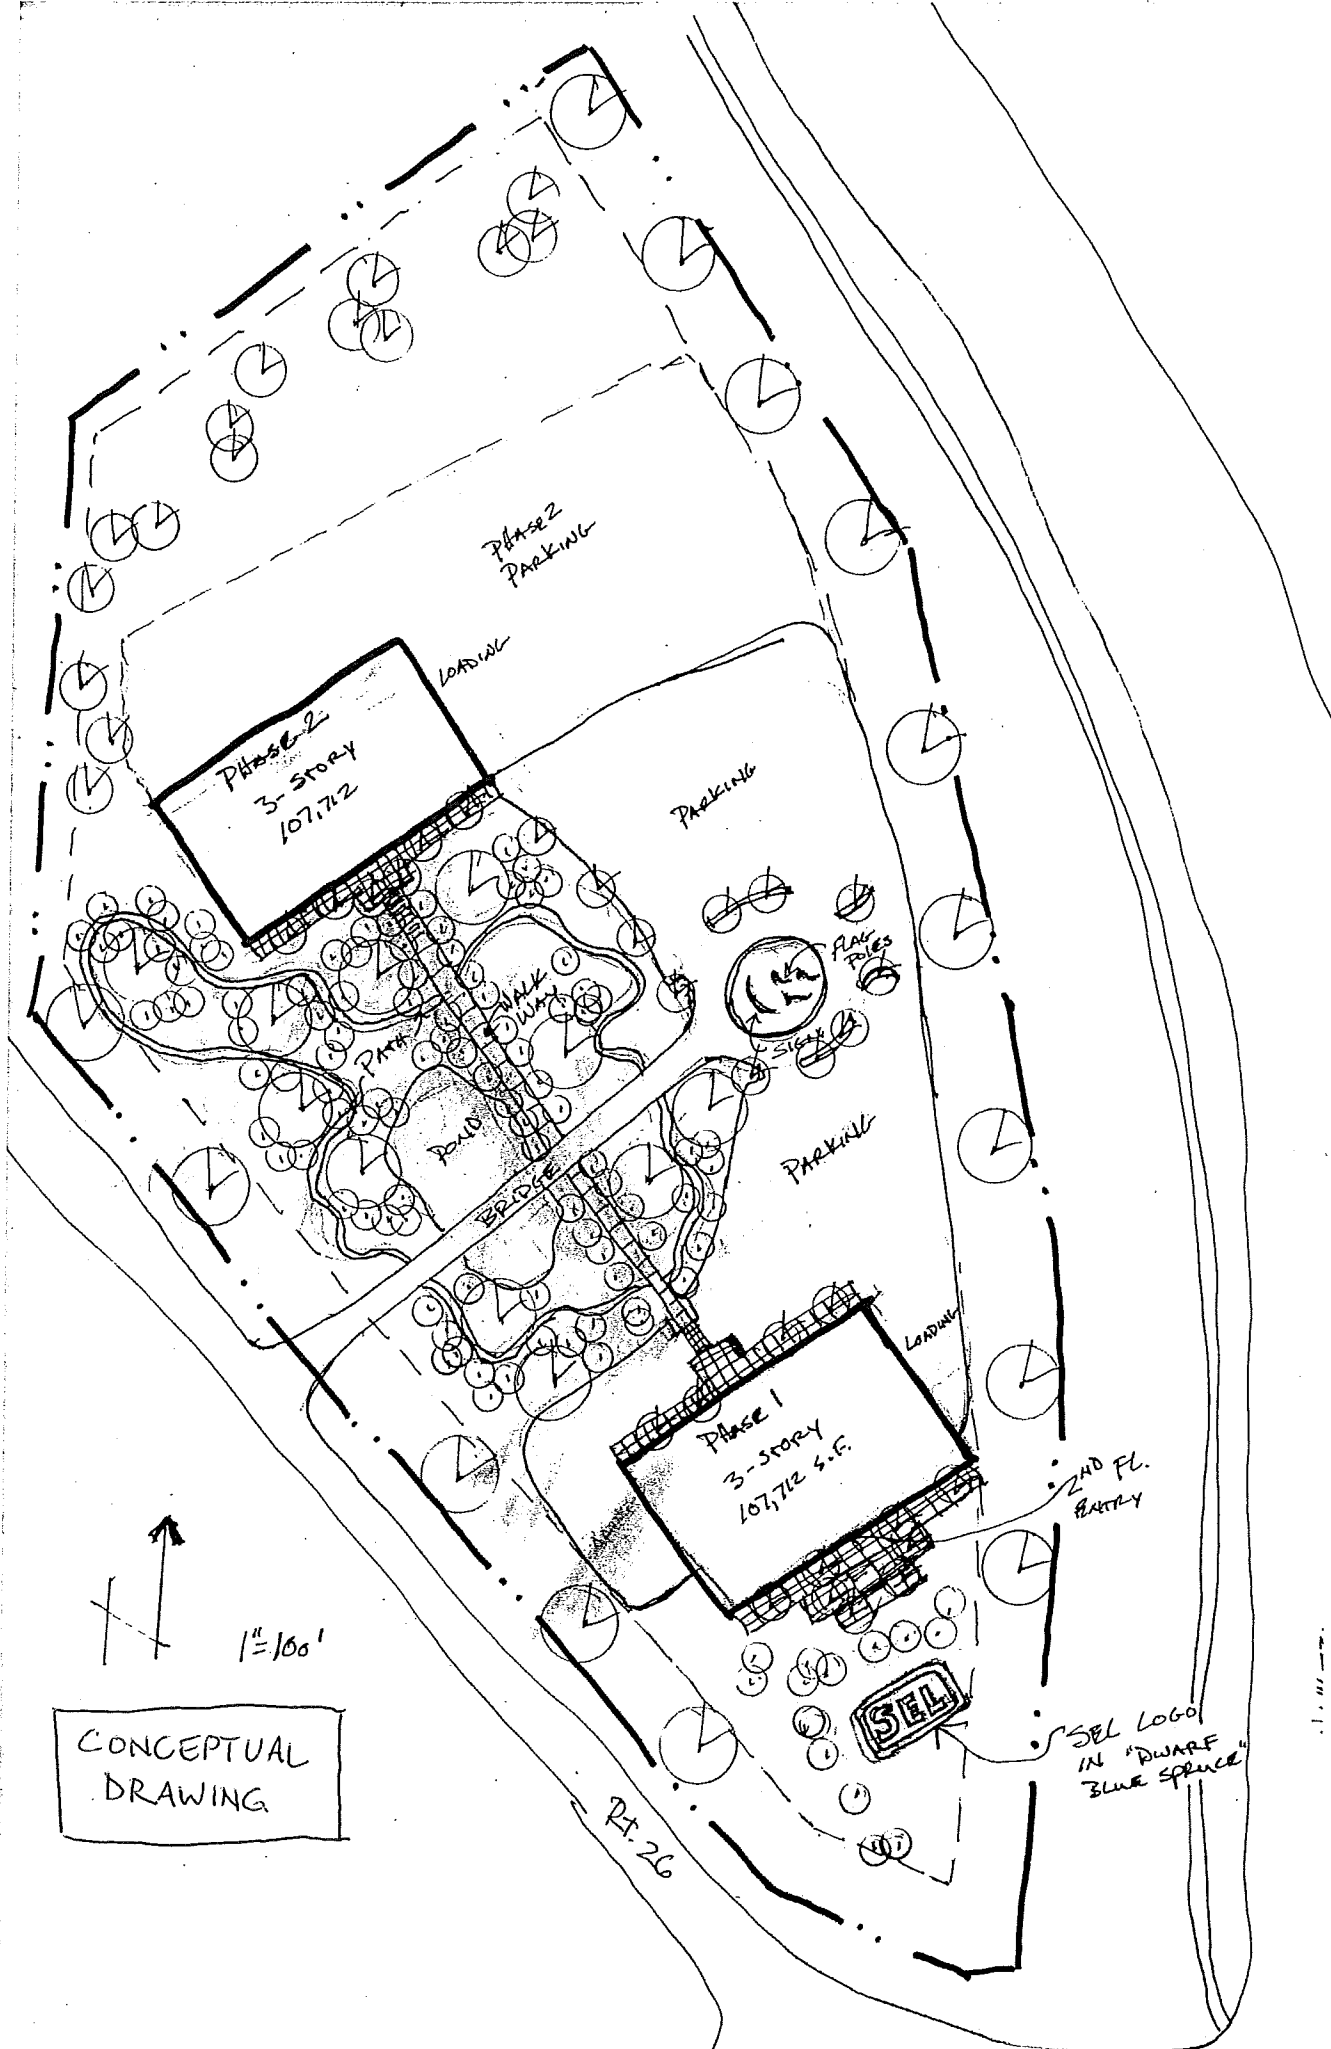 PHASE 2
PARKING
LOADING
PHASE 2
3-STORY
107,712
PARKING
FLAG
POLES
WALK
WAY
SIGN
PATH
POND
BRIDGE
PARKING
LOADING
PHASE 1
3-STORY
107,712 S.F.
2ND FL.
ENTRY
1"=100'
SEL
CONCEPTUAL
DRAWING
SEL LOGO
IN "DWARF
BLUE SPRUCE"
Rt. 26